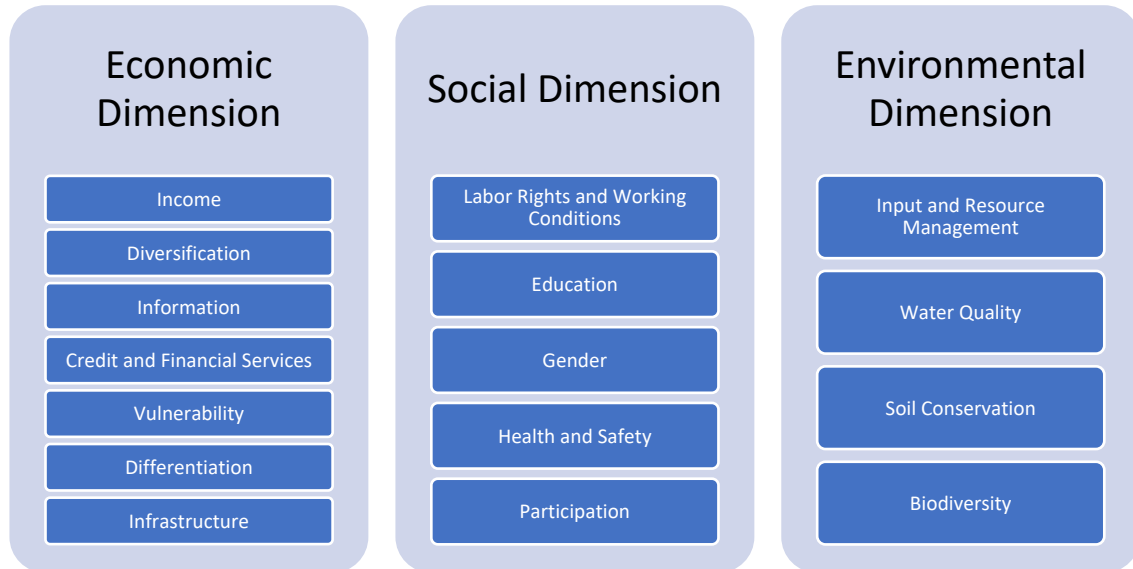 Economic
Dimension
Income
Diversification
Information
Credit and Financial Services
Vulnerability
Differentiation
Infrastructure
Social Dimension
Labor Rights and Working
Conditions
Education
Gender
Health and Safety
Participation
Environmental
Dimension
Input and Resource
Management
Water Quality
Soil Conservation
Biodiversity